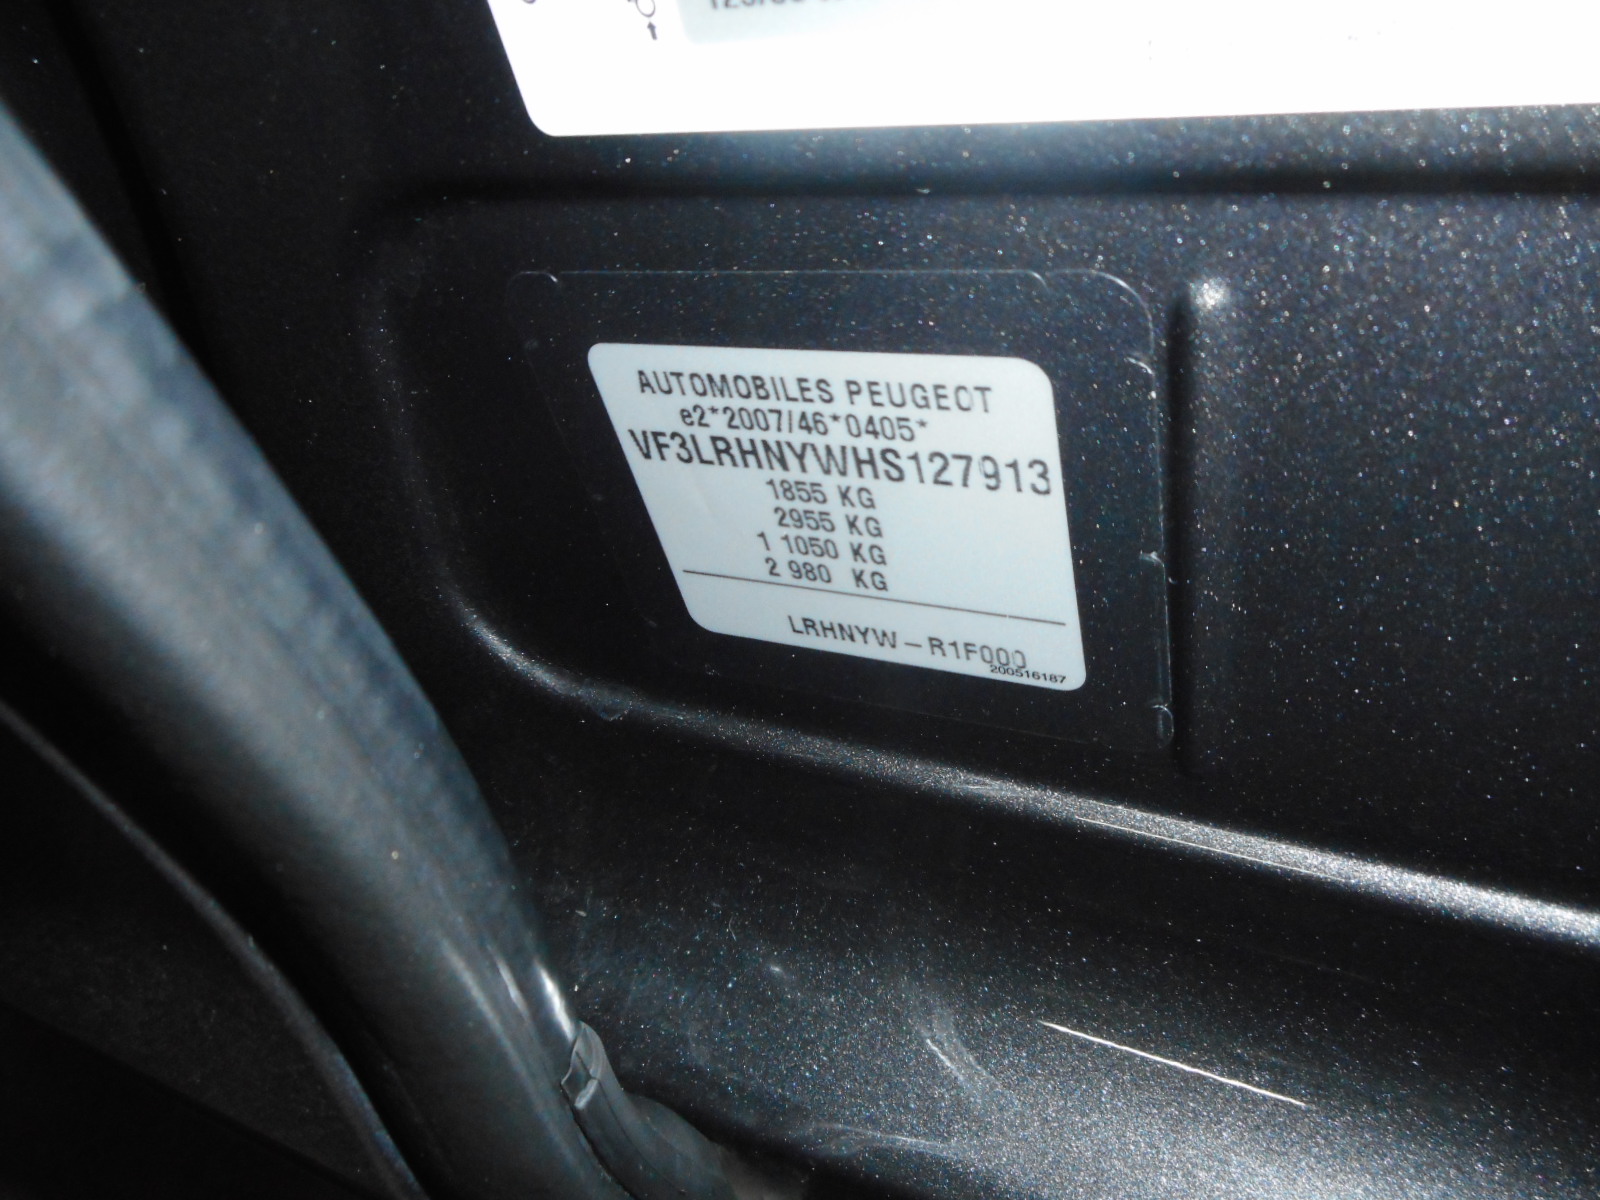 AUTOMOBILES PEUGEOT
e2*2007/46*0405*
VF3LRHNYWHS127913
1855 KG
2955 KG
1 1050 KG
2 980 KG
LRHNYW – R1F000
200516187